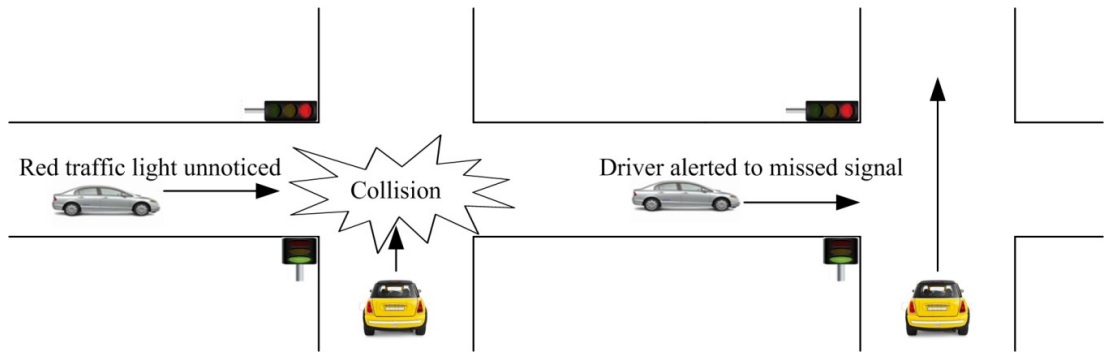 Red traffic light unnoticed
Collision
Driver alerted to missed signal